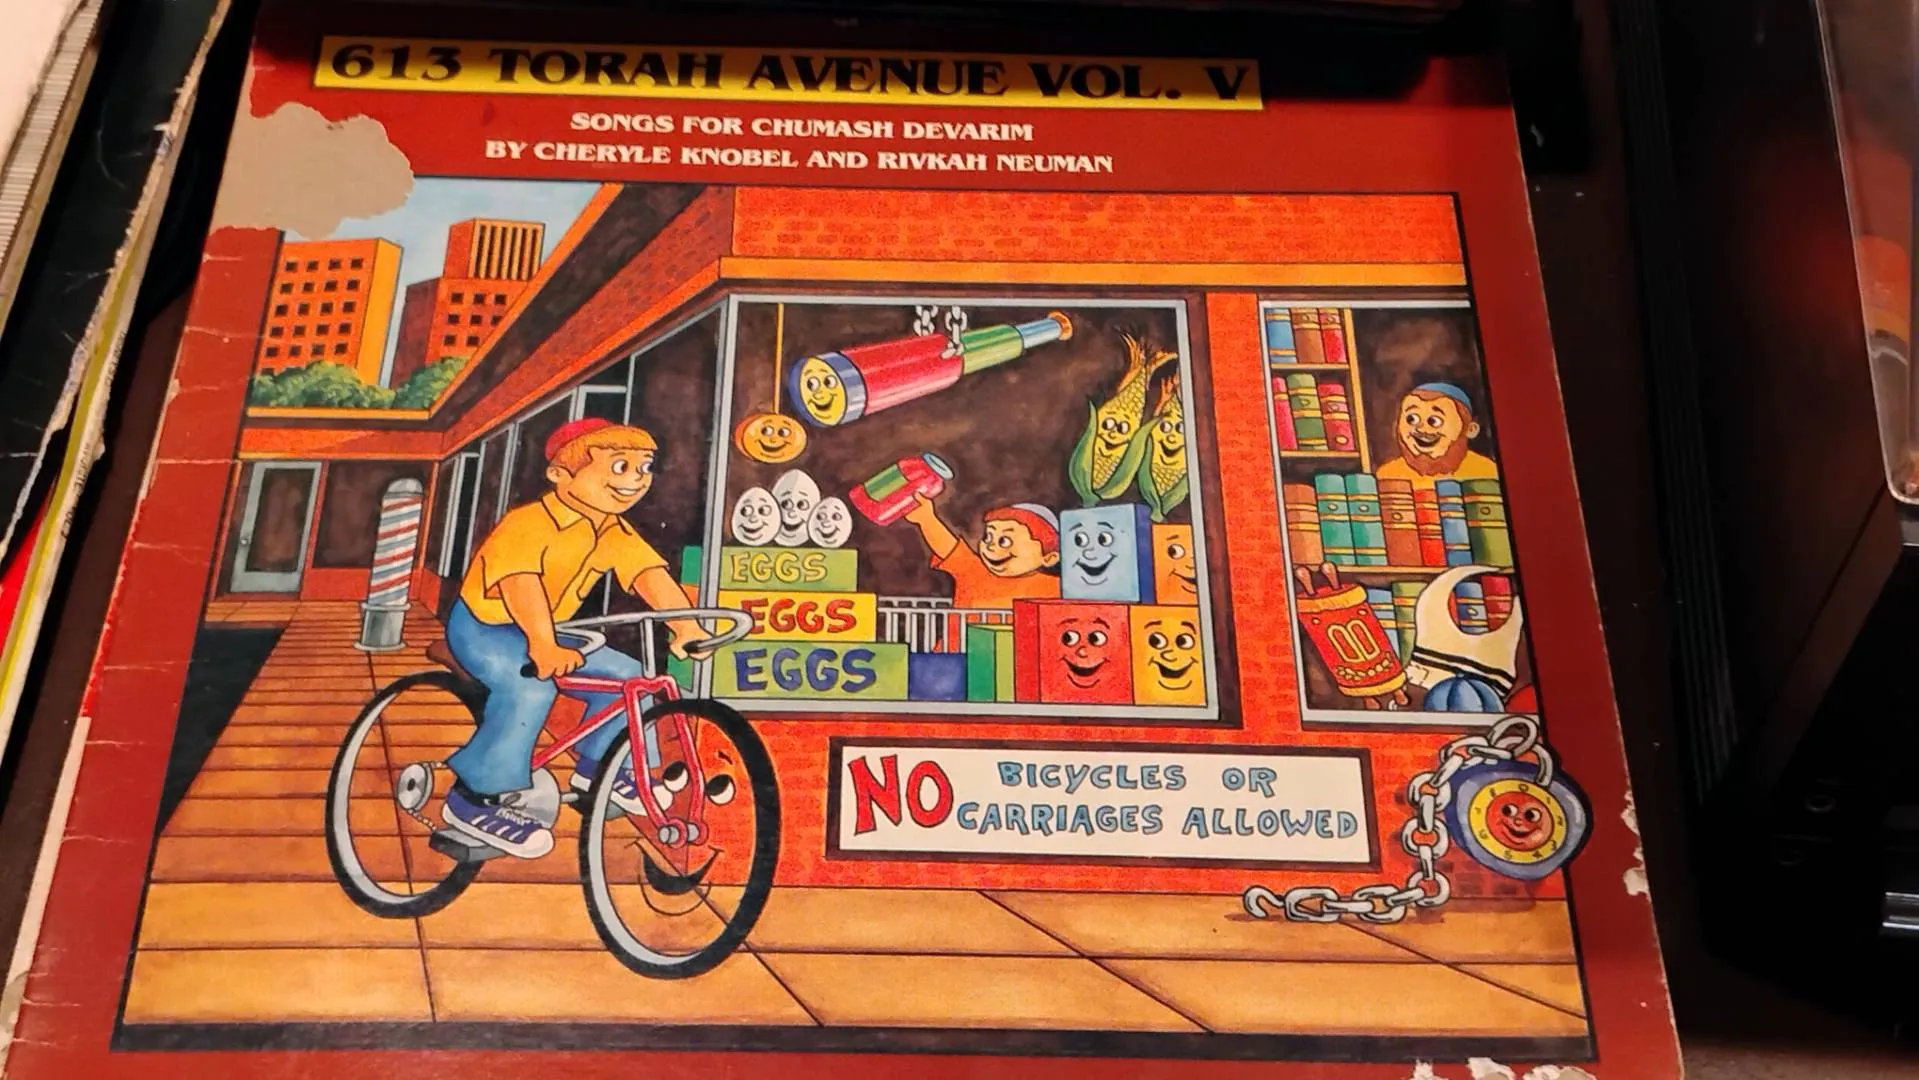 613 TORAH AVENUE VOL. V
SONGS FOR CHUMASH DEVARIM
BY CHERYLE KNOBEL AND RIVKAH NEUMAN
EGGS
EGGS
EGGS
NO BICYCLES OR
CARRIAGES ALLOWED